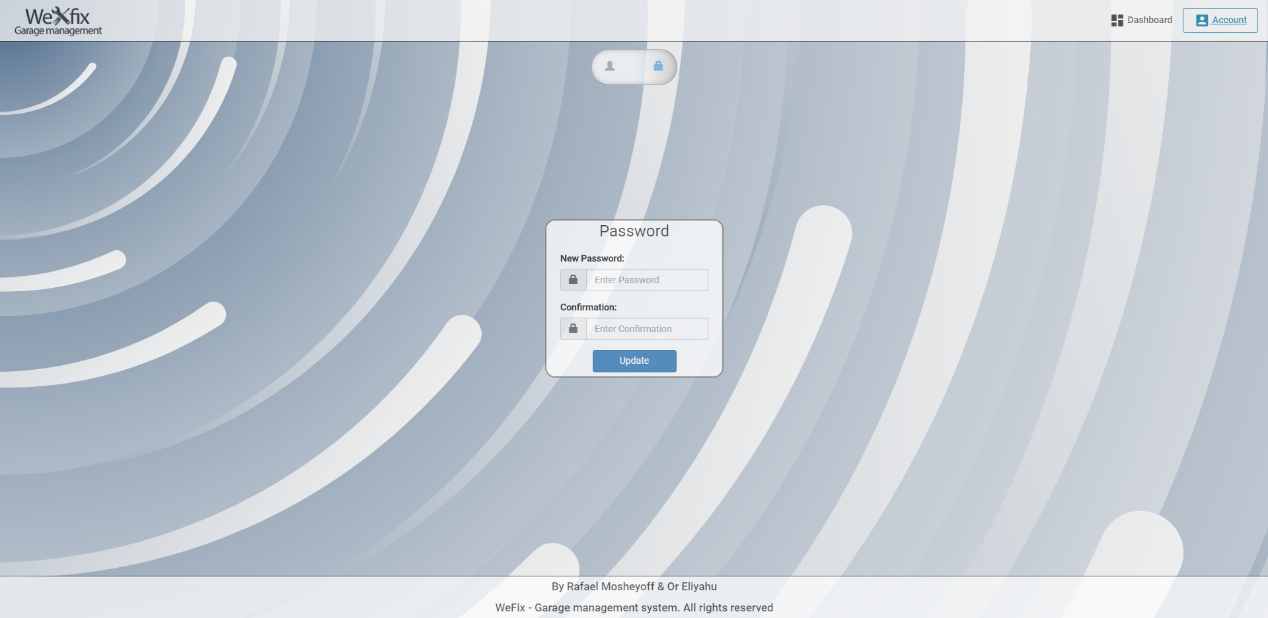 WeXfix
Garage management
Dashboard
Account
Password
New Password:
Enter Password
Confirmation:
Enter Confirmation
Update
By Rafael Mosheyoff & Or Eliyahu
WeFix - Garage management system. All rights reserved